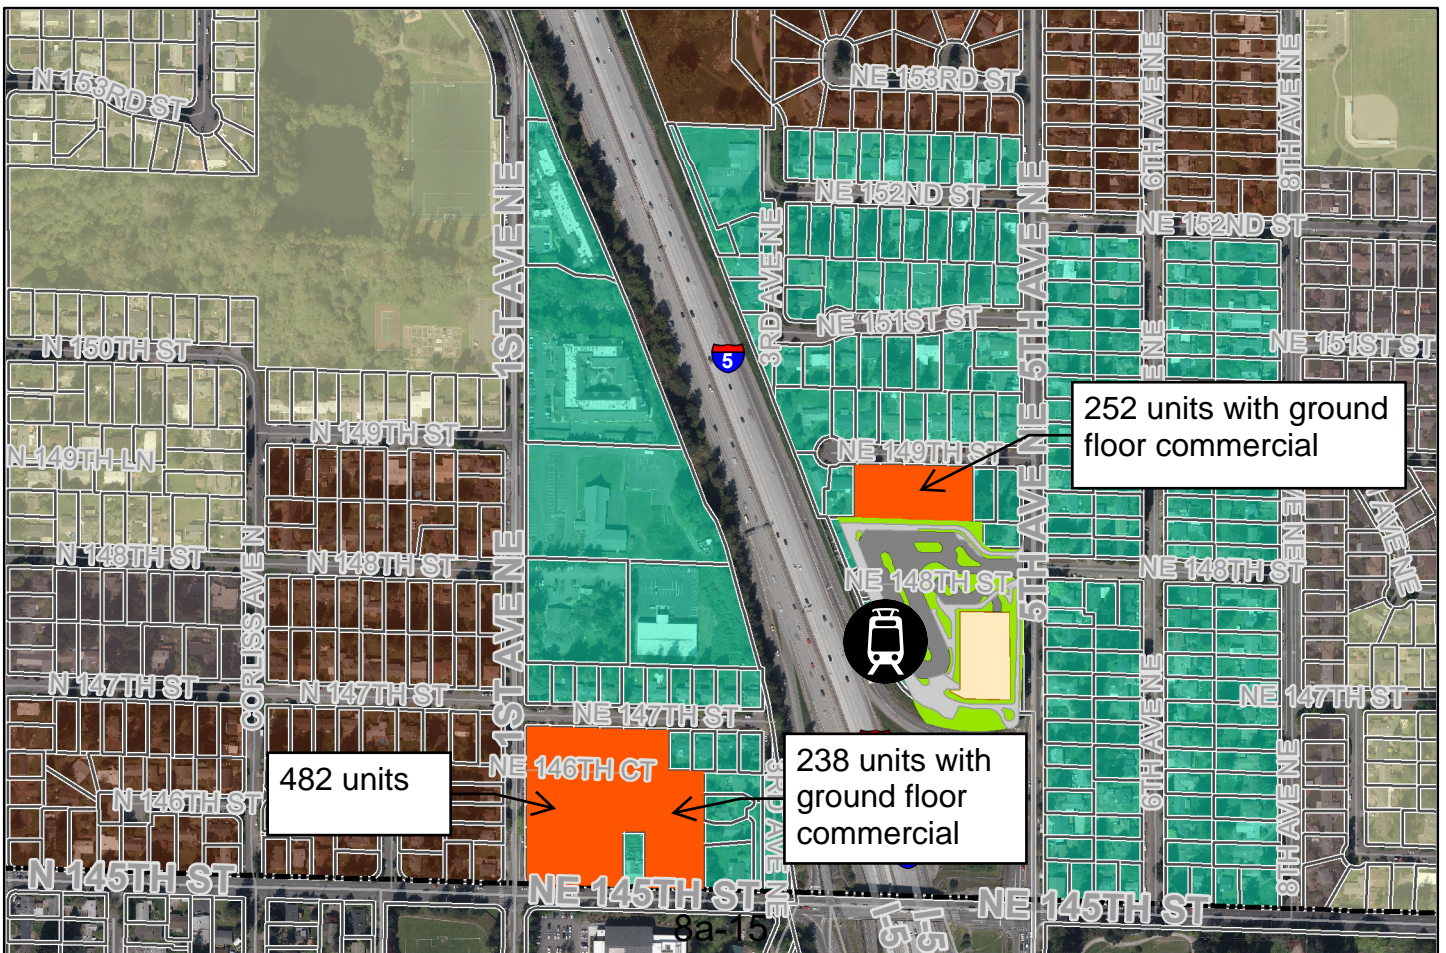 N 153RD ST
NE 153RD ST
6TH AVE NE
8TH AVE NE
1ST AVE NE
NE 152ND ST
5TH AVE NE
NE 152ND ST
3RD AVE NE
NE 151ST ST
NE 151ST ST
N 150TH ST
5
252 units with ground
floor commercial
N 149TH ST
NE 149TH ST
N 149TH LN
N 148TH ST
N 148TH ST
NE 148TH ST
NE 148TH ST
CORLISS AVE N
1ST AVE NE
5TH AVE NE
N 147TH ST
N 147TH ST
NE 147TH ST
NE 147TH ST
6TH AVE NE
8TH AVE NE
482 units
NE 146TH CT
238 units with
ground floor
commercial
N 146TH ST
N 145TH ST
NE 145TH ST
NE 145TH ST
8a-15
I-5
I-5